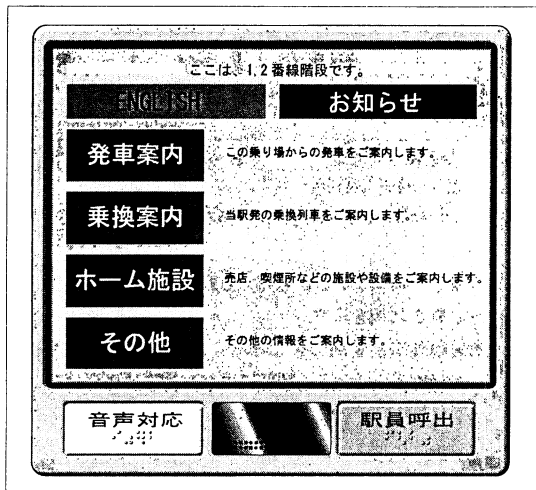 ここは、1,2番線階段です。
ENGLISH
お知らせ
発車案内
この乗り場からの発車をご案内します。
乗換案内
当駅発の乗換列車をご案内します。
ホーム施設
売店、喫煙所などの施設や設備をご案内します。
その他
その他の情報をご案内します。
音声対応
駅員呼出